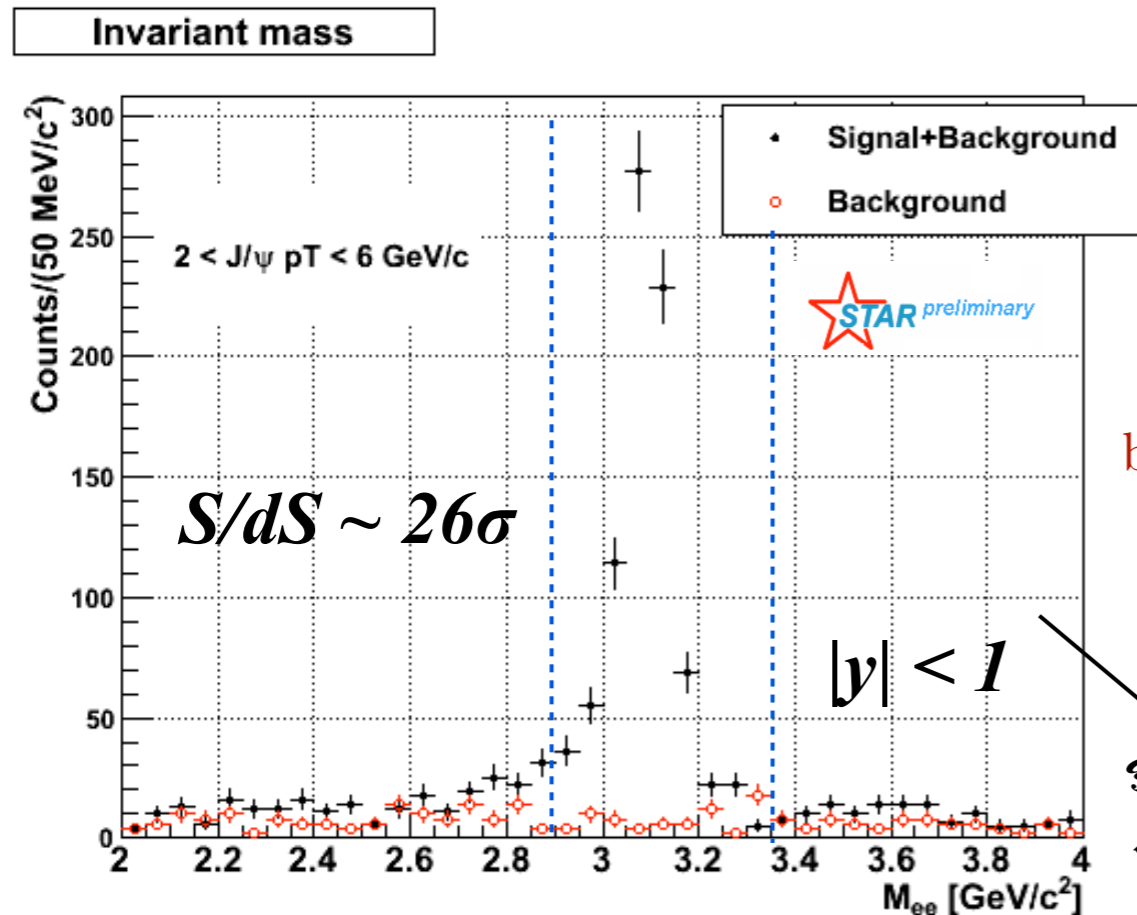 Invariant mass
Counts/(50 MeV/c²)
300
250
200
150
100
50
0
Signal+Background
Background
2 < J/ψ pT < 6 GeV/c
STAR preliminary
S/dS ~ 26σ
|y| < 1
b
2 2.2 2.4 2.6 2.8 3 3.2 3.4 3.6 3.8 4
M_ee [GeV/c²]